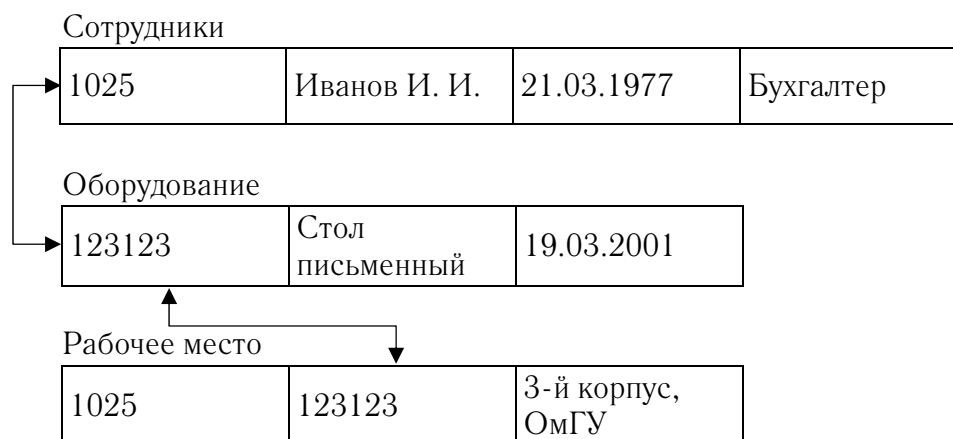 Сотрудники
1025 Иванов И. И. 21.03.1977 Бухгалтер
Оборудование
123123 Стол письменный 19.03.2001
Рабочее место
1025 123123 3-й корпус, ОмГУ